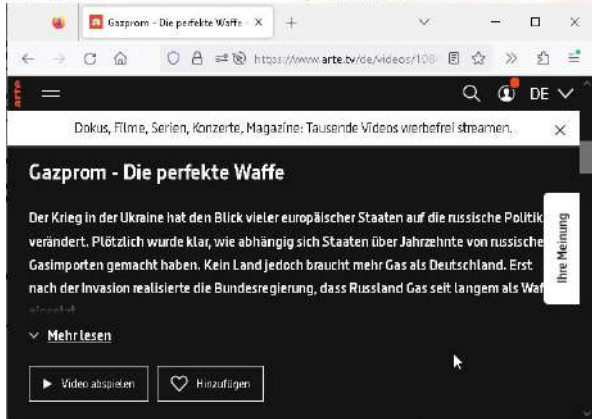 Gazprom - Die perfekte Waffe
https://www.arte.tv/de/videos/108
arte
DE
Dokus, Filme, Serien, Konzerte, Magazine: Tausende Videos werbefrei streamen.
Gazprom - Die perfekte Waffe
Der Krieg in der Ukraine hat den Blick vieler europäischer Staaten auf die russische Politik
verändert. Plötzlich wurde klar, wie abhängig sich Staaten über Jahrzehnte von russische
Gasimporten gemacht haben. Kein Land jedoch braucht mehr Gas als Deutschland. Erst
nach der Invasion realisierte die Bundesregierung, dass Russland Gas seit langem als Waf
Ihre Meinung
Mehr lesen
Video abspielen
Hinzufügen